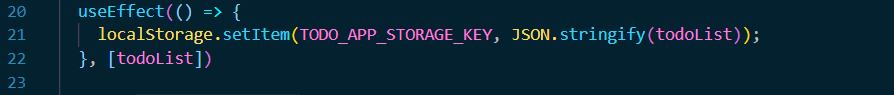 20 useEffect(() => {
21 localStorage.setItem(TODO_APP_STORAGE_KEY, JSON.stringify(todoList));
22 }, [todoList])
23